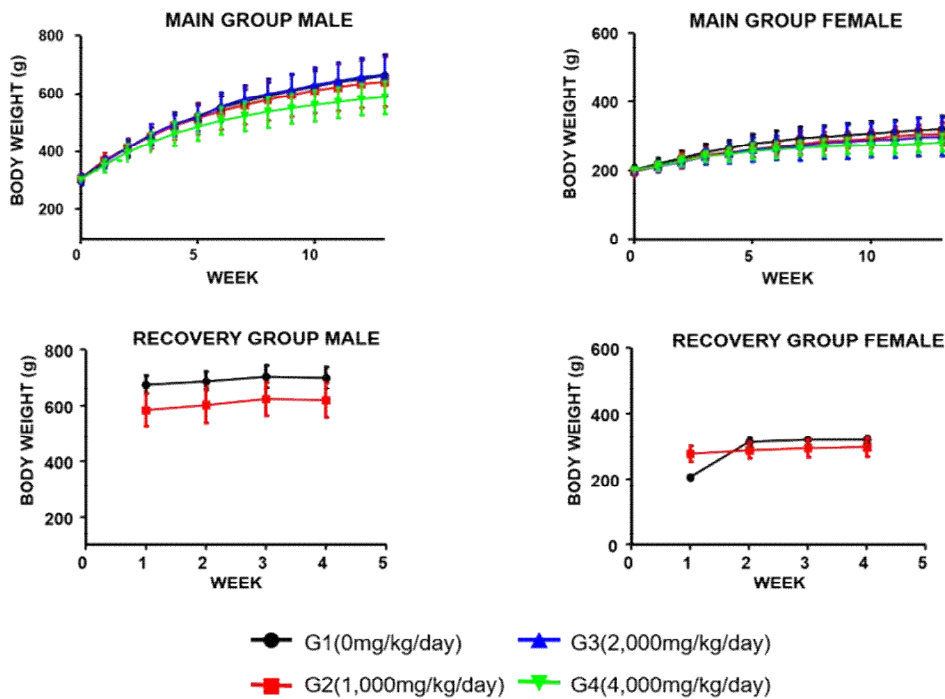 MAIN GROUP MALE
BODY WEIGHT (g)
800
600
400
200
0
5
10
WEEK
MAIN GROUP FEMALE
BODY WEIGHT (g)
600
400
200
0
0
5
10
WEEK
RECOVERY GROUP MALE
BODY WEIGHT (g)
800
600
400
200
0
1
2
3
4
5
WEEK
RECOVERY GROUP FEMALE
BODY WEIGHT (g)
600
400
200
0
0
1
2
3
4
5
WEEK
G1(0mg/kg/day)
G3(2,000mg/kg/day)
G2(1,000mg/kg/day)
G4(4,000mg/kg/day)